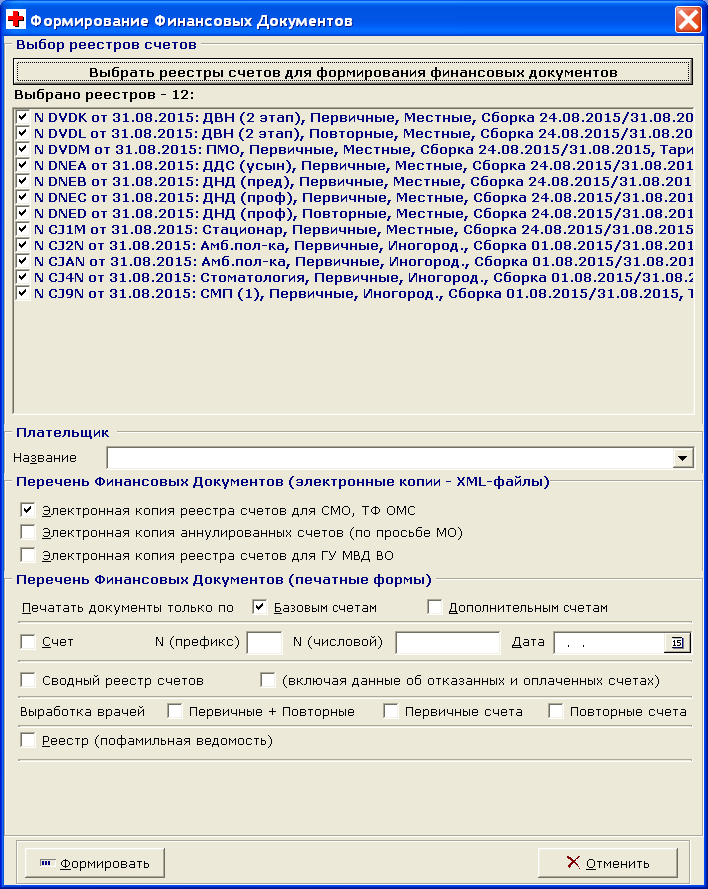 Формирование Финансовых Документов
Выбор реестров счетов
Выбрать реестры счетов для формирования финансовых документов
Выбрано реестров - 12:
N DVDK от 31.08.2015: ДВН (2 этап), Первичные, Местные, Сборка 24.08.2015/31.08.20
N DVDL от 31.08.2015: ДВН (2 этап), Повторные, Местные, Сборка 24.08.2015/31.08.20
N DVDM от 31.08.2015: ПМО, Первичные, Местные, Сборка 24.08.2015/31.08.2015, Тари
N DNEA от 31.08.2015: ДДС (усын), Первичные, Местные, Сборка 24.08.2015/31.08.201
N DNEB от 31.08.2015: ДНД (пред), Первичные, Местные, Сборка 24.08.2015/31.08.201
N DNEC от 31.08.2015: ДНД (проф), Первичные, Местные, Сборка 24.08.2015/31.08.201
N DNED от 31.08.2015: ДНД (проф), Повторные, Местные, Сборка 24.08.2015/31.08.201
N CJ1M от 31.08.2015: Стационар, Первичные, Местные, Сборка 24.08.2015/31.08.2015
N CJ2N от 31.08.2015: Амб.пол-ка, Первичные, Иногород., Сборка 01.08.2015/31.08.20
N CJAN от 31.08.2015: Амб.пол-ка, Первичные, Иногород., Сборка 01.08.2015/31.08.20
N CJ4N от 31.08.2015: Стоматология, Первичные, Иногород., Сборка 01.08.2015/31.08.2
N CJ9N от 31.08.2015: СМП (1), Первичные, Иногород., Сборка 01.08.2015/31.08.2015, Т
Плательщик
Название
Перечень Финансовых Документов (электронные копии - XML-файлы)
Электронная копия реестра счетов для СМО, ТФ ОМС
Электронная копия аннулированных счетов (по просьбе МО)
Электронная копия реестра счетов для ГУ МВД ВО
Перечень Финансовых Документов (печатные формы)
Печатать документы только по Базовым счетам Дополнительным счетам
Счет N (префикс) N (числовой) Дата . . 15
Сводный реестр счетов (включая данные об отказанных и оплаченных счетах)
Выработка врачей Первичные + Повторные Первичные счета Повторные счета
Реестр (пофамильная ведомость)
Формировать Отменить